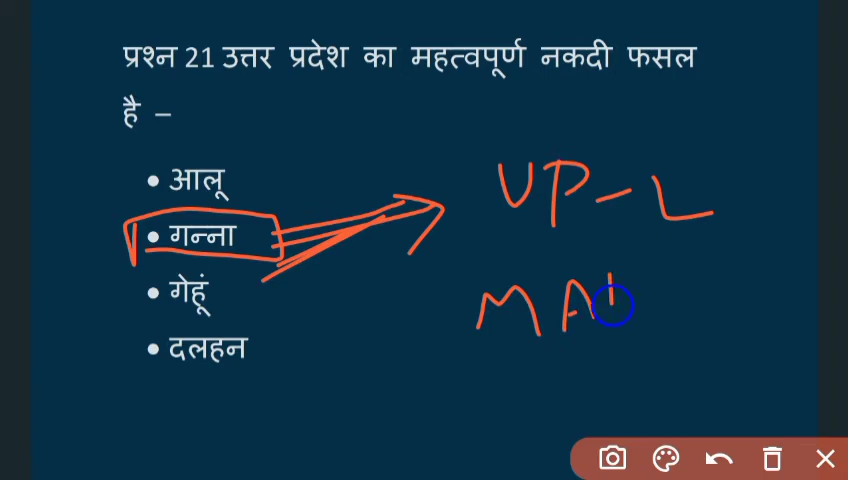 प्रश्न 21 उत्तर प्रदेश का महत्वपूर्ण नकदी फसल
है –
• आलू
• गन्ना
• गेहूं
• दलहन
UP-L
MA